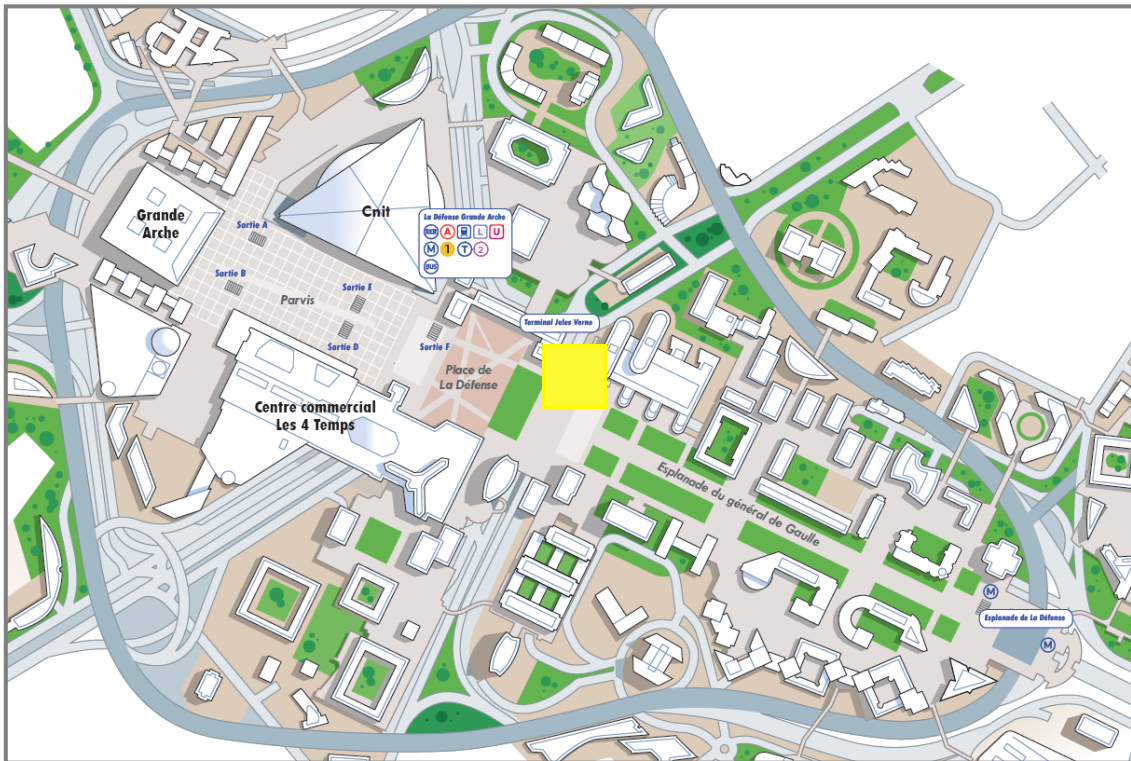 Grande
Arche
Cnit
La Défense Grande Arche
RER A L U
M 1 T 2
BUS
Sortie A
Sortie B
Sortie E
Parvis
Sortie D
Sortie F
Terminal Jules Verne
Place de
La Défense
Centre commercial
Les 4 Temps
Esplanade du général de Gaulle
M
Esplanade de La Défense
M